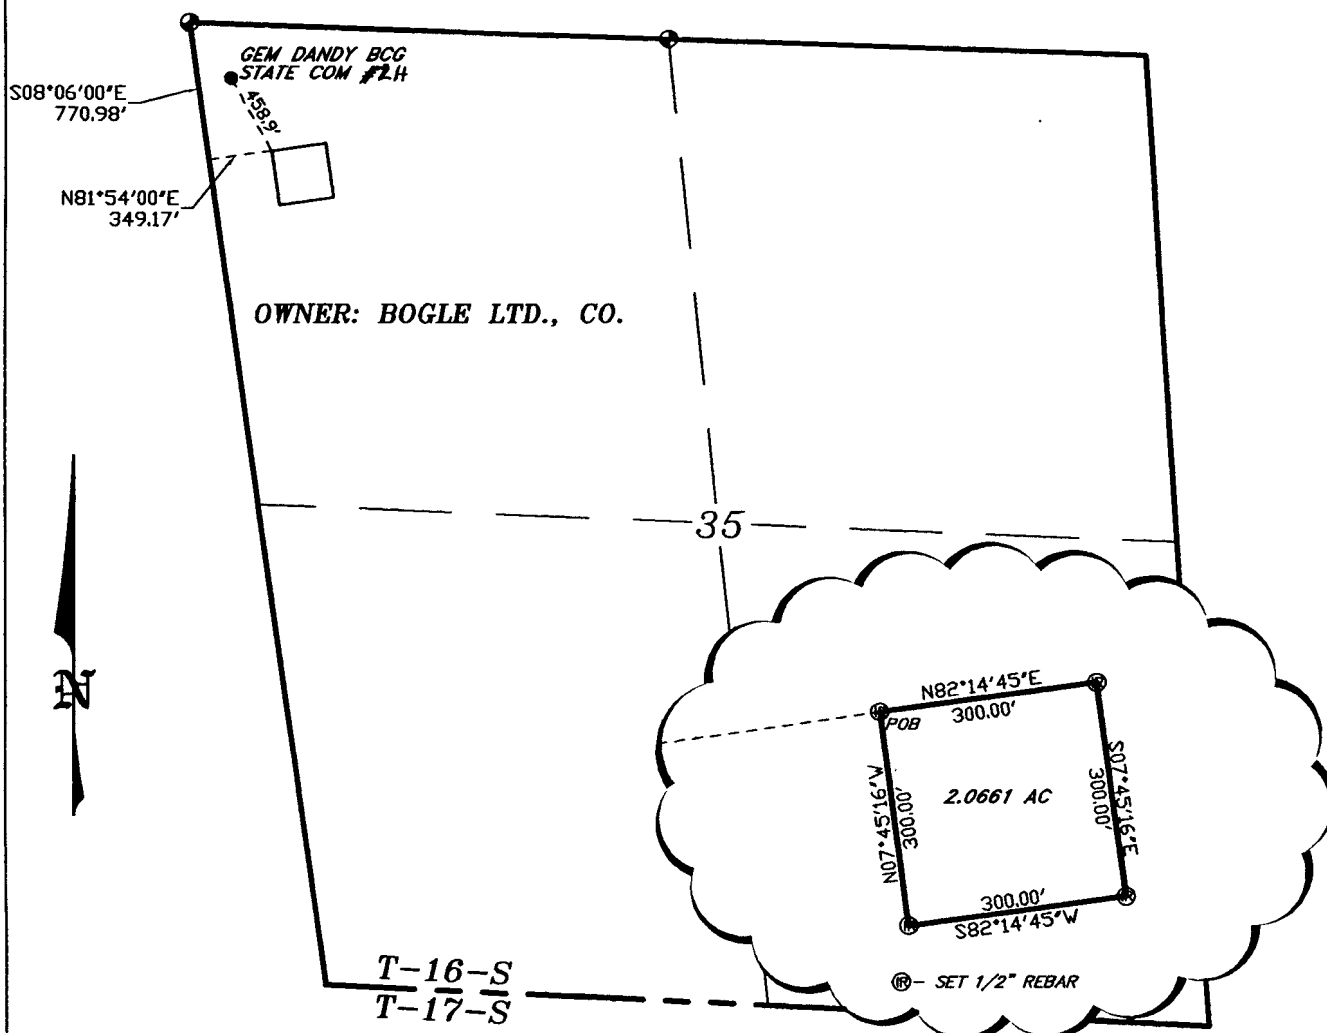 GEM DANDY BCG
STATE COM #2H
S08°06'00"E
770.98'
458.9'
N81°54'00"E
349.17'
OWNER: BOGLE LTD., CO.
35
N
N82°14'45"E
300.00'
POB
S07°45'16"E
300.00'
2.0661 AC
N07°45'16"W
300.00'
300.00'
S82°14'45"W
T-16-S
T-17-S
IR - SET 1/2" REBAR